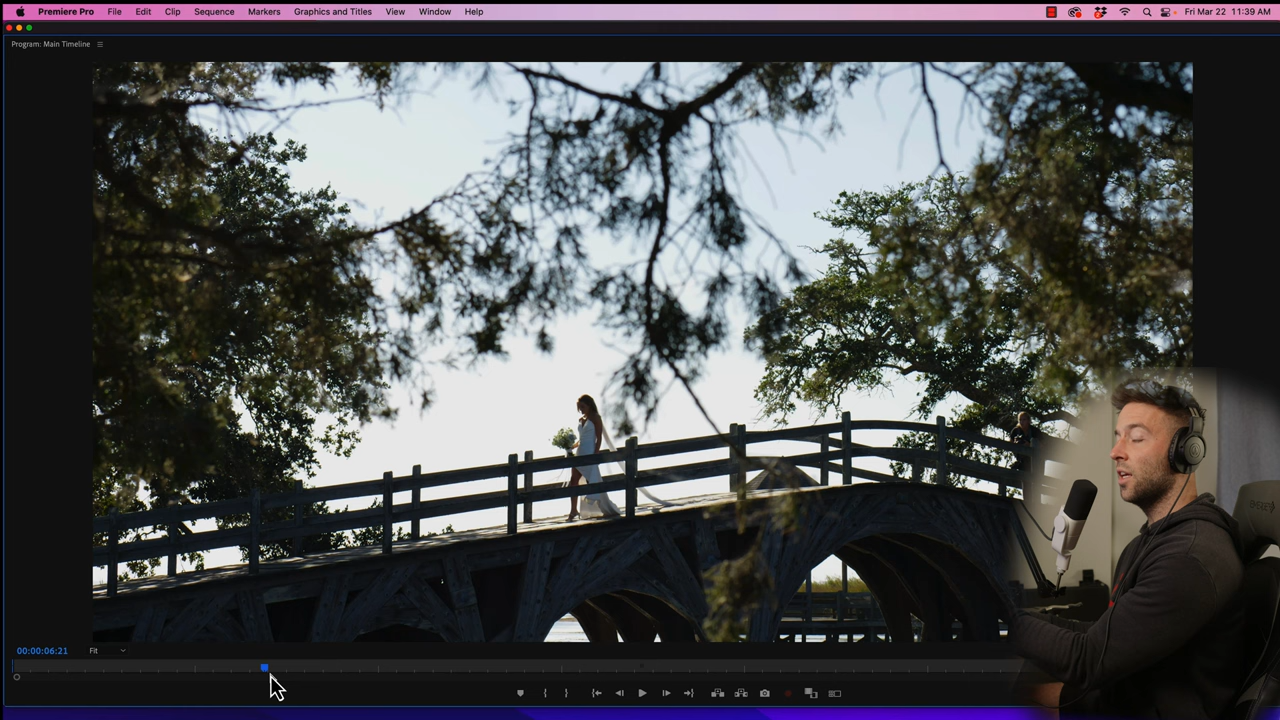 Premiere Pro File Edit Clip Sequence Markers Graphics and Titles View Window Help Fri Mar 22 11:39 AM
Program: Main Timeline
00:00:06:21 Fit